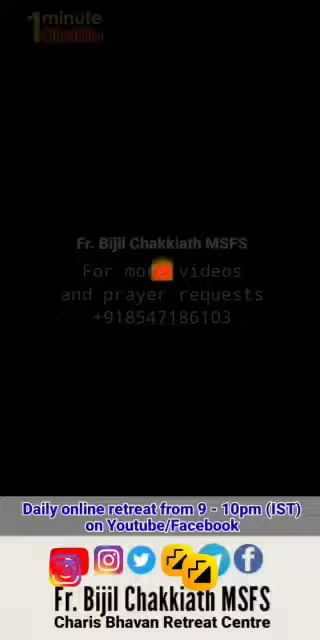 1minute
Fr. Bijil Chakkiath MSFS
For more videos
and prayer requests
+918547186103
Daily online retreat from 9 - 10pm (IST)
on Youtube/Facebook
Fr. Bijil Chakkiath MSFS
Charis Bhavan Retreat Centre